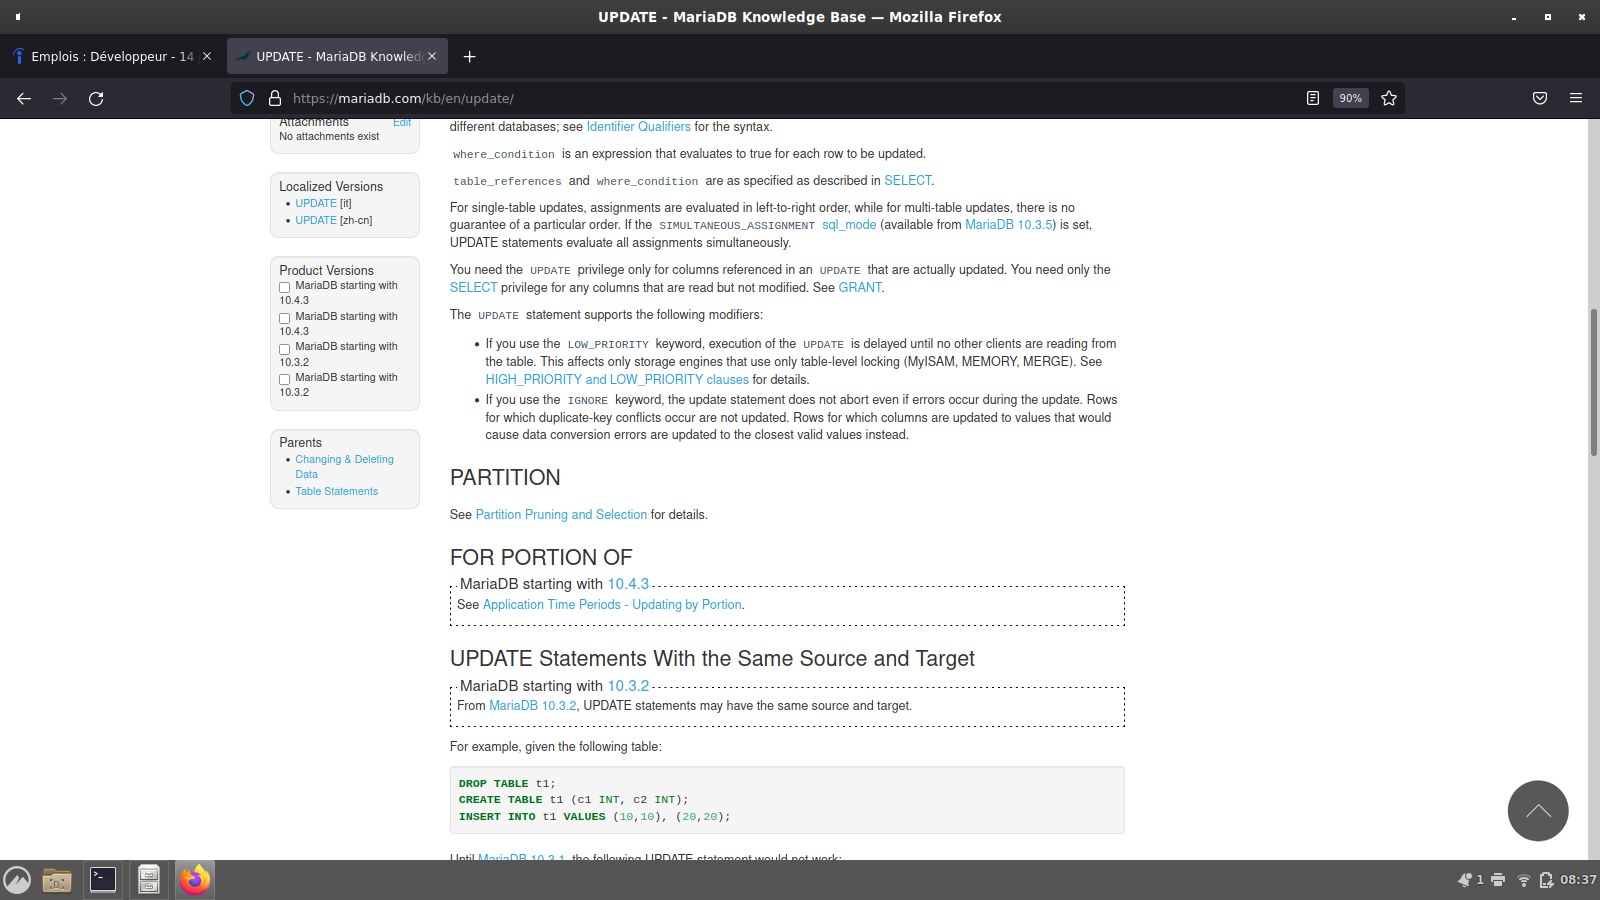 UPDATE - MariaDB Knowledge Base — Mozilla Firefox
Emplois : Développeur - 14
UPDATE - MariaDB Knowled
https://mariadb.com/kb/en/update/
90%
Attachments Edit
No attachments exist
Localized Versions
UPDATE [it]
UPDATE [zh-cn]
Product Versions
MariaDB starting with
10.4.3
MariaDB starting with
10.4.3
MariaDB starting with
10.3.2
MariaDB starting with
10.3.2
Parents
Changing & Deleting
Data
Table Statements
different databases; see Identifier Qualifiers for the syntax.
where_condition is an expression that evaluates to true for each row to be updated.
table_references and where_condition are as specified as described in SELECT.
For single-table updates, assignments are evaluated in left-to-right order, while for multi-table updates, there is no
guarantee of a particular order. If the SIMULTANEOUS_ASSIGNMENT sql_mode (available from MariaDB 10.3.5) is set,
UPDATE statements evaluate all assignments simultaneously.
You need the UPDATE privilege only for columns referenced in an UPDATE that are actually updated. You need only the
SELECT privilege for any columns that are read but not modified. See GRANT.
The UPDATE statement supports the following modifiers:
If you use the LOW_PRIORITY keyword, execution of the UPDATE is delayed until no other clients are reading from
the table. This affects only storage engines that use only table-level locking (MyISAM, MEMORY, MERGE). See
HIGH_PRIORITY and LOW_PRIORITY clauses for details.
If you use the IGNORE keyword, the update statement does not abort even if errors occur during the update. Rows
for which duplicate-key conflicts occur are not updated. Rows for which columns are updated to values that would
cause data conversion errors are updated to the closest valid values instead.
PARTITION
See Partition Pruning and Selection for details.
FOR PORTION OF
MariaDB starting with 10.4.3
See Application Time Periods - Updating by Portion.
UPDATE Statements With the Same Source and Target
MariaDB starting with 10.3.2
From MariaDB 10.3.2, UPDATE statements may have the same source and target.
For example, given the following table:
DROP TABLE t1;
CREATE TABLE t1 (c1 INT, c2 INT);
INSERT INTO t1 VALUES (10,10), (20,20);
Until MariaDB 10.3.1, the following UPDATE statement would not work:
1
08:37